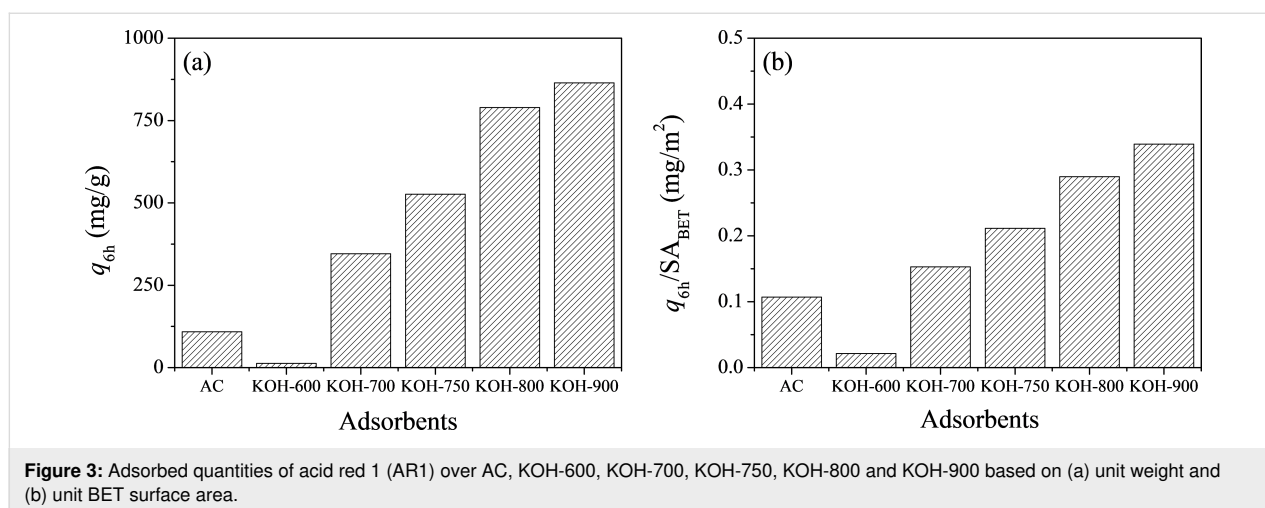 1000
750
500
250
0
(a)
q6h (mg/g)
AC KOH-600 KOH-700 KOH-750 KOH-800 KOH-900
Adsorbents
0.5
0.4
0.3
0.2
0.1
0.0
(b)
q6h/SABET (mg/m²)
AC KOH-600 KOH-700 KOH-750 KOH-800 KOH-900
Adsorbents
Figure 3: Adsorbed quantities of acid red 1 (AR1) over AC, KOH-600, KOH-700, KOH-750, KOH-800 and KOH-900 based on (a) unit weight and
(b) unit BET surface area.